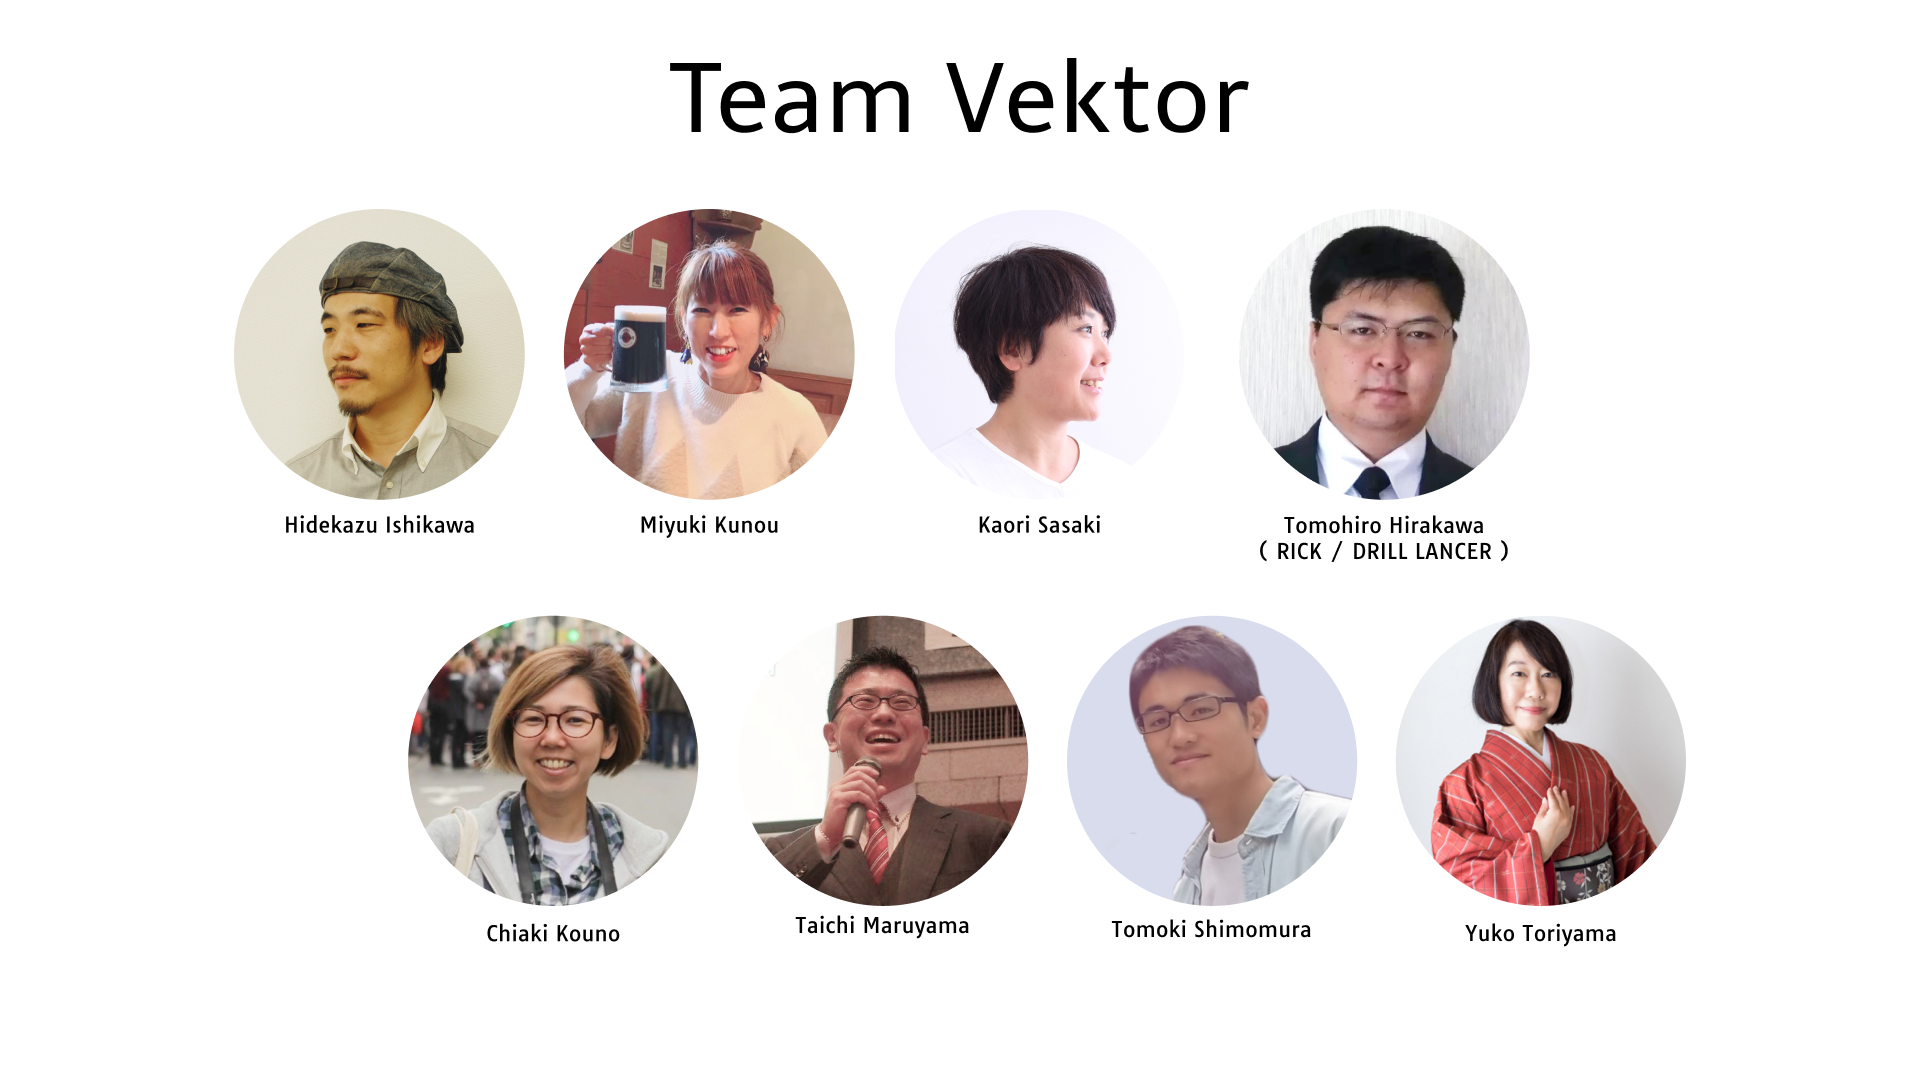 Team Vektor
Hidekazu Ishikawa
Miyuki Kunou
Kaori Sasaki
Tomohiro Hirakawa
( RICK / DRILL LANCER )
Chiaki Kouno
Taichi Maruyama
Tomoki Shimomura
Yuko Toriyama